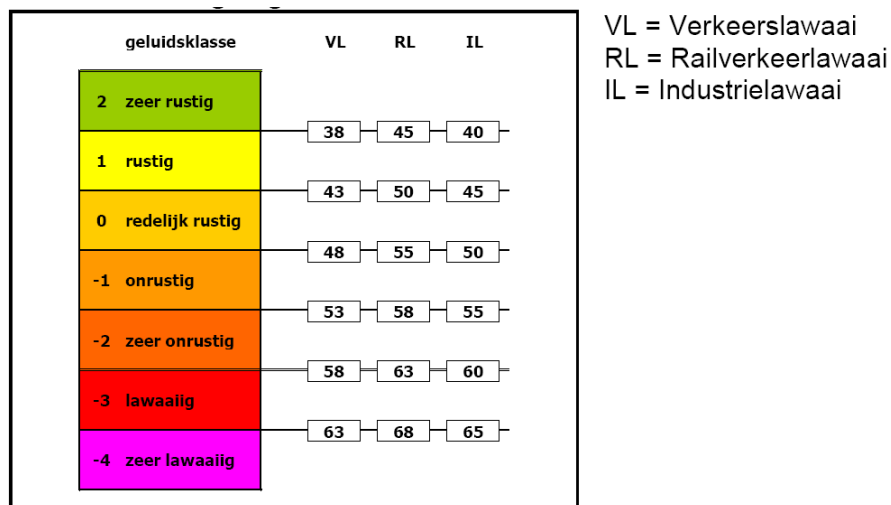 geluidsklasse VL RL IL
2 zeer rustig
38 45 40
1 rustig
43 50 45
0 redelijk rustig
48 55 50
-1 onrustig
53 58 55
-2 zeer onrustig
58 63 60
-3 lawaaiig
63 68 65
-4 zeer lawaaiig
VL = Verkeerslawaai
RL = Railverkeerlawaai
IL = Industrielawaai